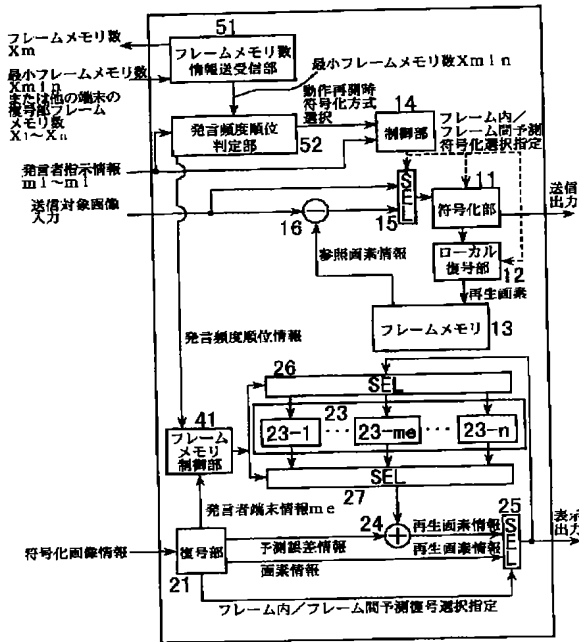 51
フレームメモリ数
Xm
フレームメモリ数
情報送受信部
最小フレームメモリ数
Xmin
または他の端末の
復号部フレーム
メモリ数
X1～Xn
最小フレームメモリ数Xmin
動作再測時
符号化方式
選択
発言頻度順位
判定部
52
14
制御部
フレーム内／
フレーム間予測
符号化選択指定
発言者指示情報
m1～mi
送信対象画像
入力
16
SEL
15
11
符号化部
送信
出力
参照画素情報
ローカル
復号部
12
再生画素
フレームメモリ
13
発言頻度順位情報
26
SEL
23
23-1
･･･
23-me
･･･
23-n
41
フレーム
メモリ
制御部
SEL
27
発言者端末情報me
24
再生画素情報
25
SEL
表示
出力
符号化画像情報
復号部
21
予測誤差情報
再生画素情報
画素情報
フレーム内／フレーム間予測復号選択指定